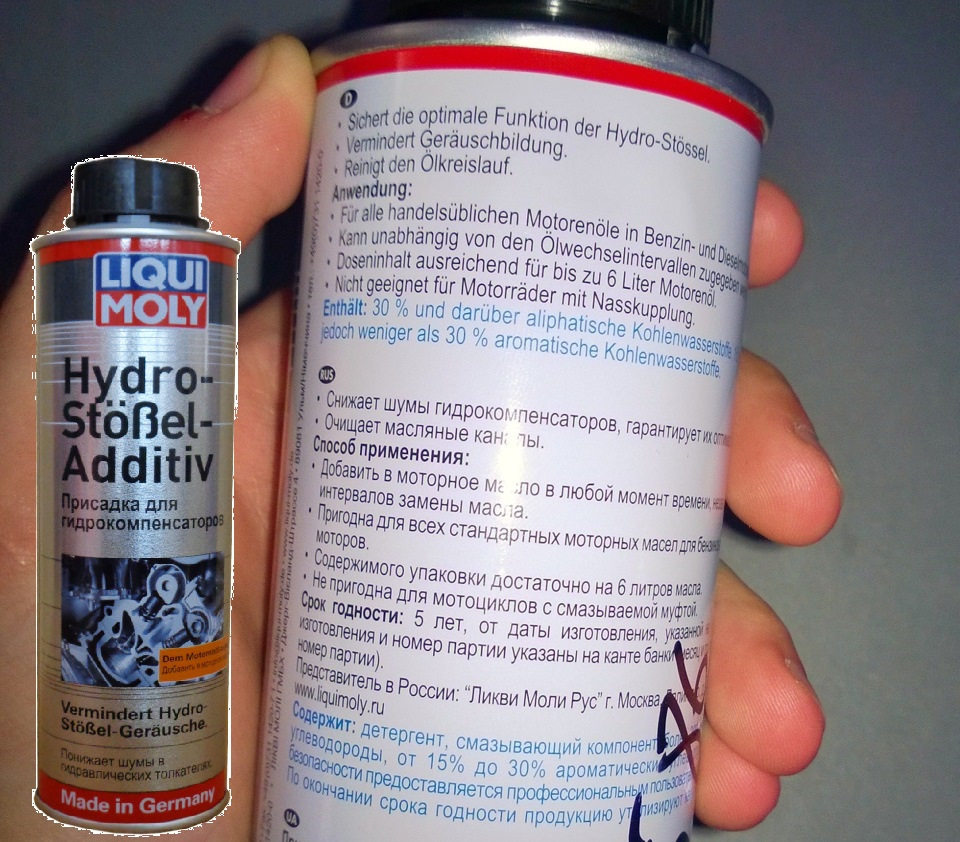 LIQUI
MOLY
Hydro-
Stößel-
Additiv
Присадка для
гидрокомпенсаторов
Dem Motorenöl
Добавить в моторное
Vermindert Hydro-
Stößel-Geräusche.
Понижает шумы в
гидравлических толкателях.
Made in Germany
D
• Sichert die optimale Funktion der Hydro-Stössel.
• Vermindert Geräuschbildung.
• Reinigt den Ölkreislauf.
Anwendung:
• Für alle handelsüblichen Motorenöle in Benzin- und
• Kann unabhängig von den Ölwechselintervallen zugegeben
• Doseninhalt ausreichend für bis zu 6 Liter Motorenöl.
• Nicht geeignet für Motorräder mit Nasskupplung.
Enthält: 30 % und darüber aliphatische Kohlenwasserstoffe
jedoch weniger als 30 % aromatische Kohlenwasserstoffe.
RUS
• Снижает шумы гидрокомпенсаторов, гарантирует их
• Очищает масляные каналы.
Способ применения:
• Добавить в моторное масло в любой момент времени,
интервалов замены масла.
• Пригодна для всех стандартных моторных масел для
моторов.
• Содержимого упаковки достаточно на 6 литров масла.
• Не пригодна для мотоциклов с смазываемой муфтой.
Срок годности: 5 лет, от даты изготовления, указанной
изготовления и номер партии указаны на канте банки
номер партии).
Представитель в России: “Ликви Моли Рус” г. Москва,
www.liquimoly.ru
Содержит: детергент, смазывающий компонент,
углеводороды, от 15% до 30% ароматических
безопасности предоставляется профессиональным
По окончании срока годности продукцию утилизируют
UA